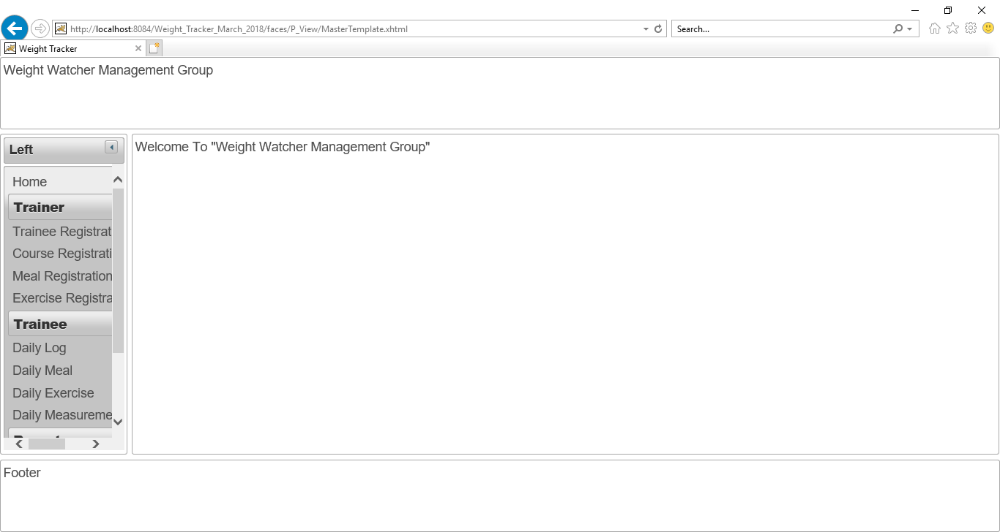 http://localhost:8084/Weight_Tracker_March_2018/faces/P_View/MasterTemplate.xhtml
Search...
Weight Tracker
Weight Watcher Management Group
Left
Welcome To "Weight Watcher Management Group"
Home
Trainer
Trainee Registrat
Course Registrati
Meal Registration
Exercise Registra
Trainee
Daily Log
Daily Meal
Daily Exercise
Daily Measureme
Footer